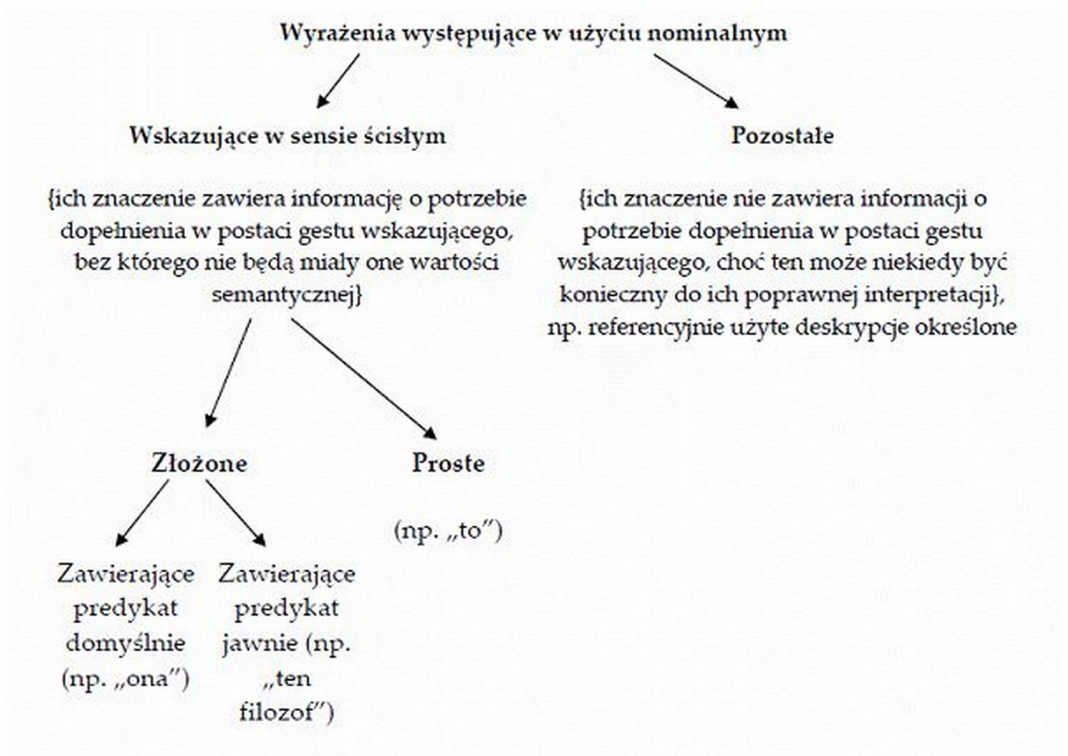 Wyrażenia występujące w użyciu nominalnym
Wskazujące w sensie ścisłym
{ich znaczenie zawiera informację o potrzebie
dopełnienia w postaci gestu wskazującego,
bez którego nie będą miały one wartości
semantycznej}
Pozostałe
{ich znaczenie nie zawiera informacji o
potrzebie dopełnienia w postaci gestu
wskazującego, choć ten może niekiedy być
konieczny do ich poprawnej interpretacji},
np. referencyjnie użyte deskrypcje określone
Złożone
Proste
(np. „to”)
Zawierające
predykat
domyślnie
(np. „ona”)
Zawierające
predykat
jawnie (np.
„ten
filozof”)